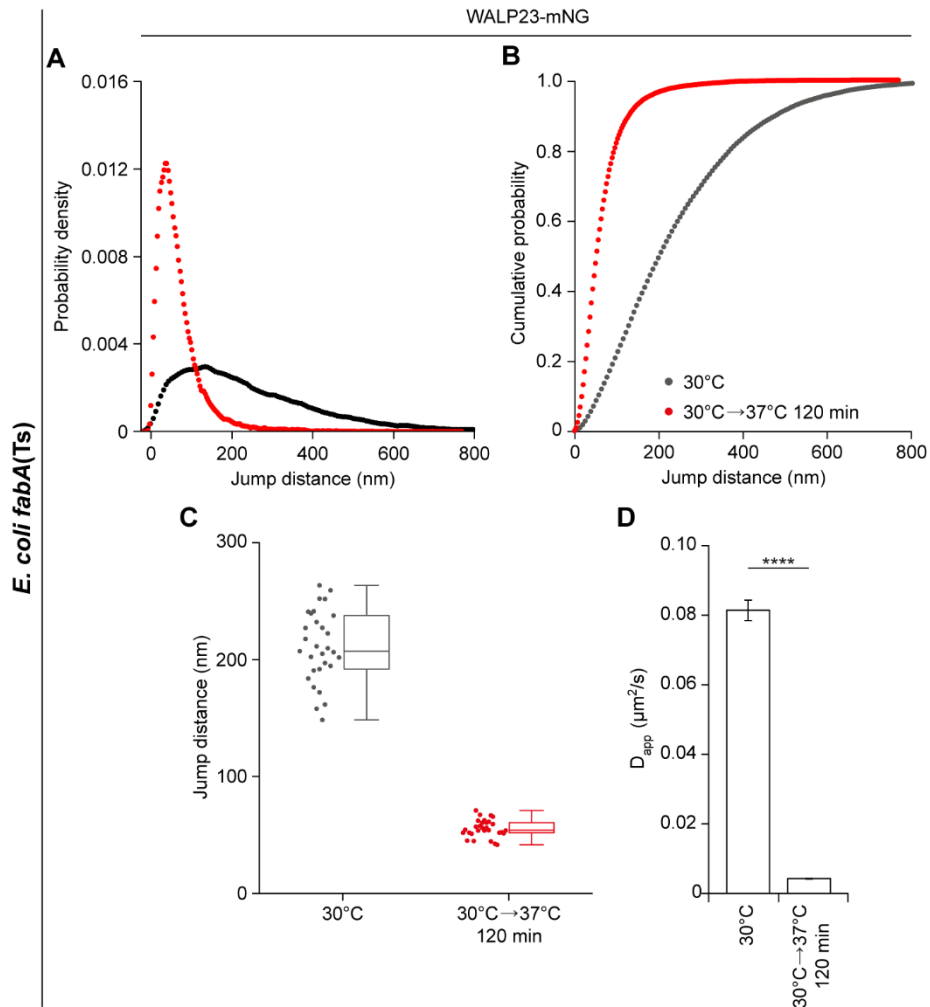 WALP23-mNG
E. coli fabA(Ts)
A
0.016
0.012
0.008
0.004
0
Probability density
0
200
400
600
800
Jump distance (nm)
B
1.0
0.8
0.6
0.4
0.2
0
Cumulative probability
30°C
30°C→37°C 120 min
0
200
400
600
800
Jump distance (nm)
C
300
200
100
0
Jump distance (nm)
30°C
30°C→37°C
120 min
D
0.10
0.08
0.06
0.04
0.02
0
Dapp (µm²/s)
****
30°C
30°C→37°C
120 min